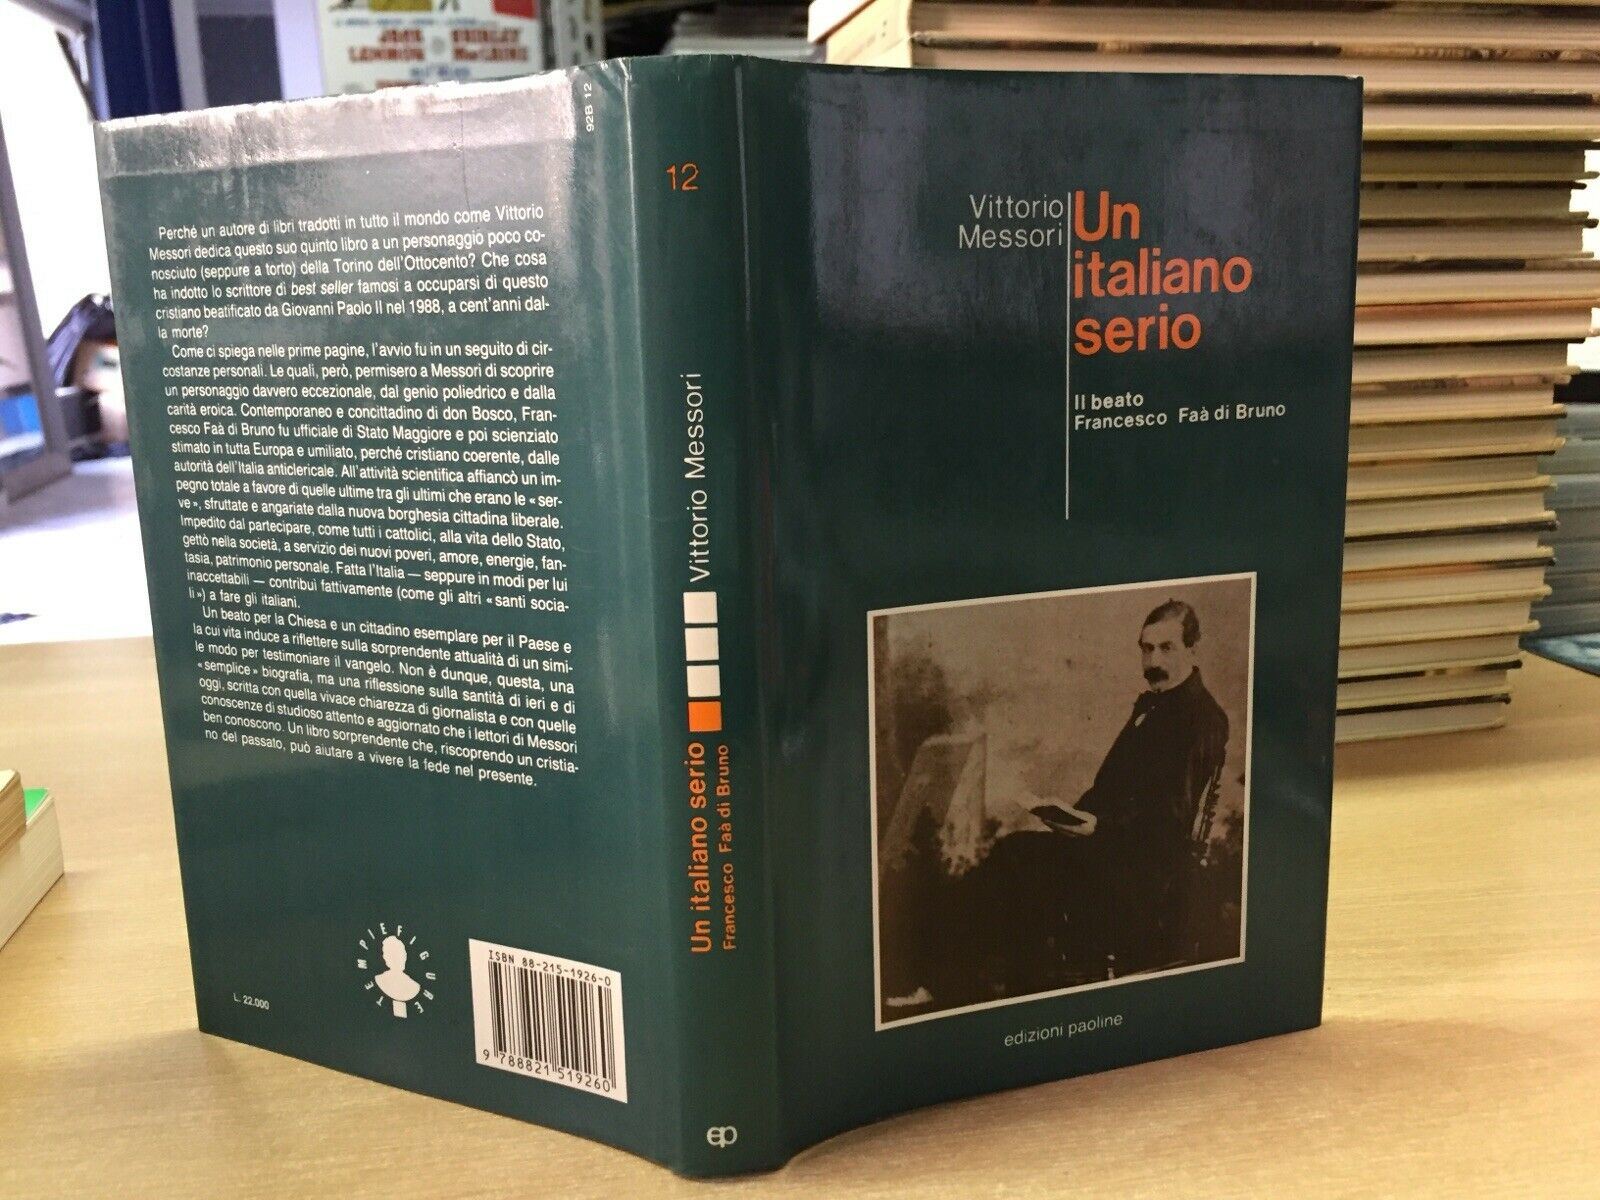 JACK SHIRLEY
LEMMON MacLAINE
92B 12
Perché un autore di libri tradotti in tutto il mondo come Vittorio
Messori dedica questo suo quinto libro a un personaggio poco co-
nosciuto (seppure a torto) della Torino dell'Ottocento? Che cosa
ha indotto lo scrittore di best seller famosi a occuparsi di questo
cristiano beatificato da Giovanni Paolo II nel 1988, a cent'anni dal-
la morte?
Come ci spiega nelle prime pagine, l'avvio fu in un seguito di cir-
costanze personali. Le quali, però, permisero a Messori di scoprire
un personaggio davvero eccezionale, dal genio poliedrico e dalla
carità eroica. Contemporaneo e concittadino di don Bosco, Fran-
cesco Faà di Bruno fu ufficiale di Stato Maggiore e poi scienziato
stimato in tutta Europa e umiliato, perché cristiano coerente, dalle
autorità dell'Italia anticlericale. All'attività scientifica affiancò un im-
pegno totale a favore di quelle ultime tra gli ultimi che erano le «ser-
ve», sfruttate e angariate dalla nuova borghesia cittadina liberale.
Impedito dal partecipare, come tutti i cattolici, alla vita dello Stato,
gettò nella società, a servizio dei nuovi poveri, amore, energie, fan-
tasia, patrimonio personale. Fatta l'Italia — seppure in modi per lui
inaccettabili — contribuì fattivamente (come gli altri «santi socia-
li») a fare gli italiani.
Un beato per la Chiesa e un cittadino esemplare per il Paese e
la cui vita induce a riflettere sulla sorprendente attualità di un simi-
le modo per testimoniare il vangelo. Non è dunque, questa, una
«semplice» biografia, ma una riflessione sulla santità di ieri e di
oggi, scritta con quella vivace chiarezza di giornalista e con quelle
conoscenze di studioso attento e aggiornato che i lettori di Messori
ben conoscono. Un libro sorprendente che, riscoprendo un cristia-
no del passato, può aiutare a vivere la fede nel presente.
L. 22.000
TEMPIEFIGURE
ISBN 88-215-1926-0
9 788821 519260
12
Vittorio Messori
Un italiano serio
Francesco Faà di Bruno
ep
Vittorio
Messori
Un
italiano
serio
Il beato
Francesco Faà di Bruno
edizioni paoline